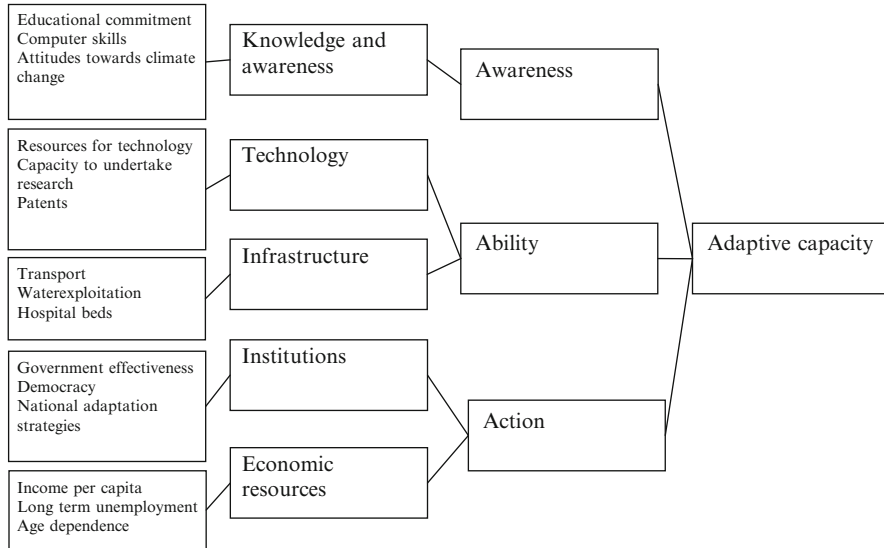 Educational commitment
Computer skills
Attitudes towards climate
change
Knowledge and
awareness
Awareness
Resources for technology
Capacity to undertake
research
Patents
Technology
Infrastructure
Ability
Adaptive capacity
Transport
Waterexploitation
Hospital beds
Government effectiveness
Democracy
National adaptation
strategies
Institutions
Action
Economic
resources
Income per capita
Long term unemployment
Age dependence